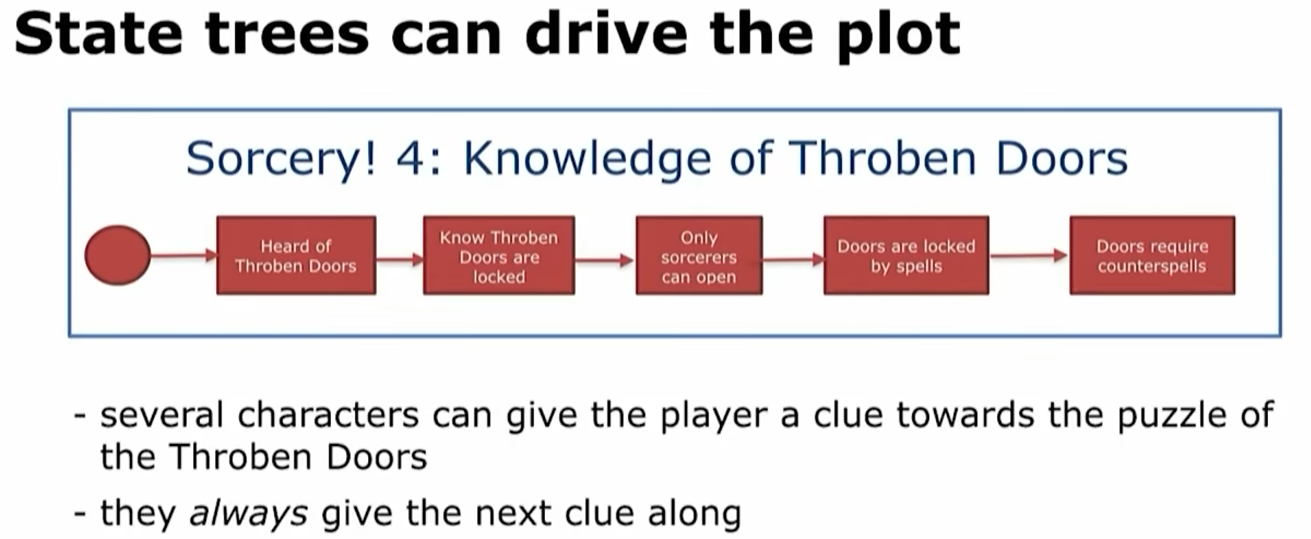 State trees can drive the plot
Sorcery! 4: Knowledge of Throben Doors
Heard of
Throben Doors
Know Throben
Doors are
locked
Only
sorcerers
can open
Doors are locked
by spells
Doors require
counterspells
- several characters can give the player a clue towards the puzzle of
the Throben Doors
- they always give the next clue along